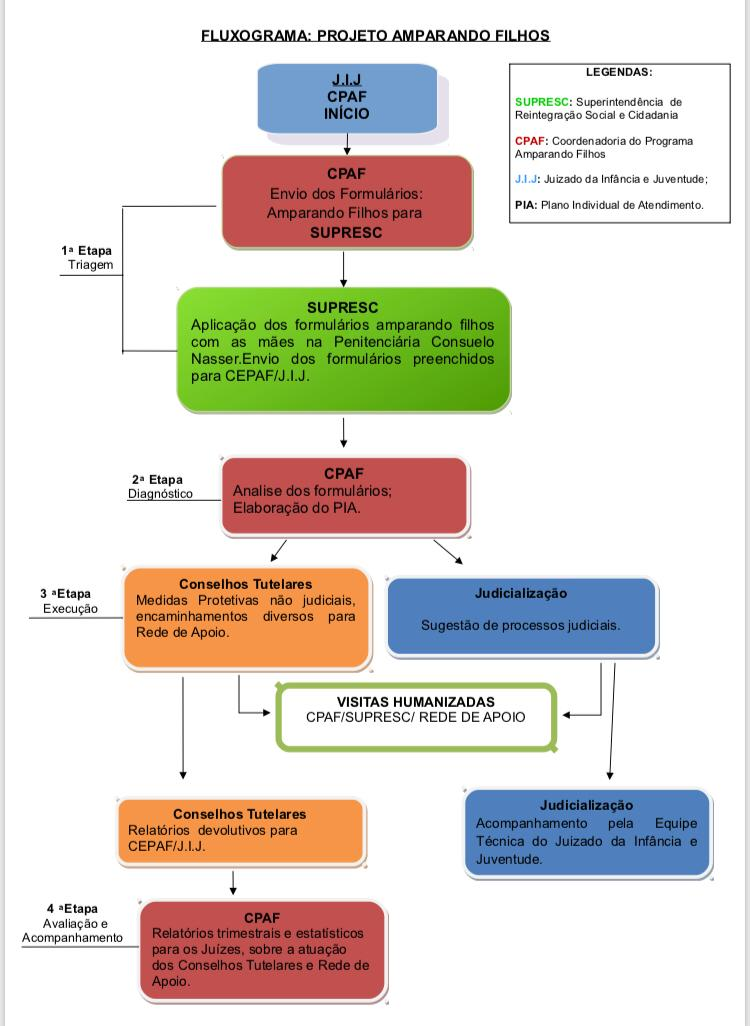 FLUXOGRAMA: PROJETO AMPARANDO FILHOS
J.I.J
CPAF
INÍCIO
LEGENDAS:
SUPRESC: Superintendência de
Reintegração Social e Cidadania
CPAF: Coordenadoria do Programa
Amparando Filhos
J.I.J: Juizado da Infância e Juventude;
PIA: Plano Individual de Atendimento.
CPAF
Envio dos Formulários:
Amparando Filhos para
SUPRESC
1ª Etapa
Triagem
SUPRESC
Aplicação dos formulários amparando filhos
com as mães na Penitenciária Consuelo
Nasser.Envio dos formulários preenchidos
para CEPAF/J.I.J.
2ª Etapa
Diagnóstico
CPAF
Analise dos formulários;
Elaboração do PIA.
3 ªEtapa
Execução
Conselhos Tutelares
Medidas Protetivas não judiciais,
encaminhamentos diversos para
Rede de Apoio.
Judicialização
Sugestão de processos judiciais.
VISITAS HUMANIZADAS
CPAF/SUPRESC/ REDE DE APOIO
Conselhos Tutelares
Relatórios devolutivos para
CEPAF/J.I.J.
Judicialização
Acompanhamento pela Equipe
Técnica do Juizado da Infância e
Juventude.
4 ªEtapa
Avaliação e
Acompanhamento
CPAF
Relatórios trimestrais e estatísticos
para os Juízes, sobre a atuação
dos Conselhos Tutelares e Rede de
Apoio.